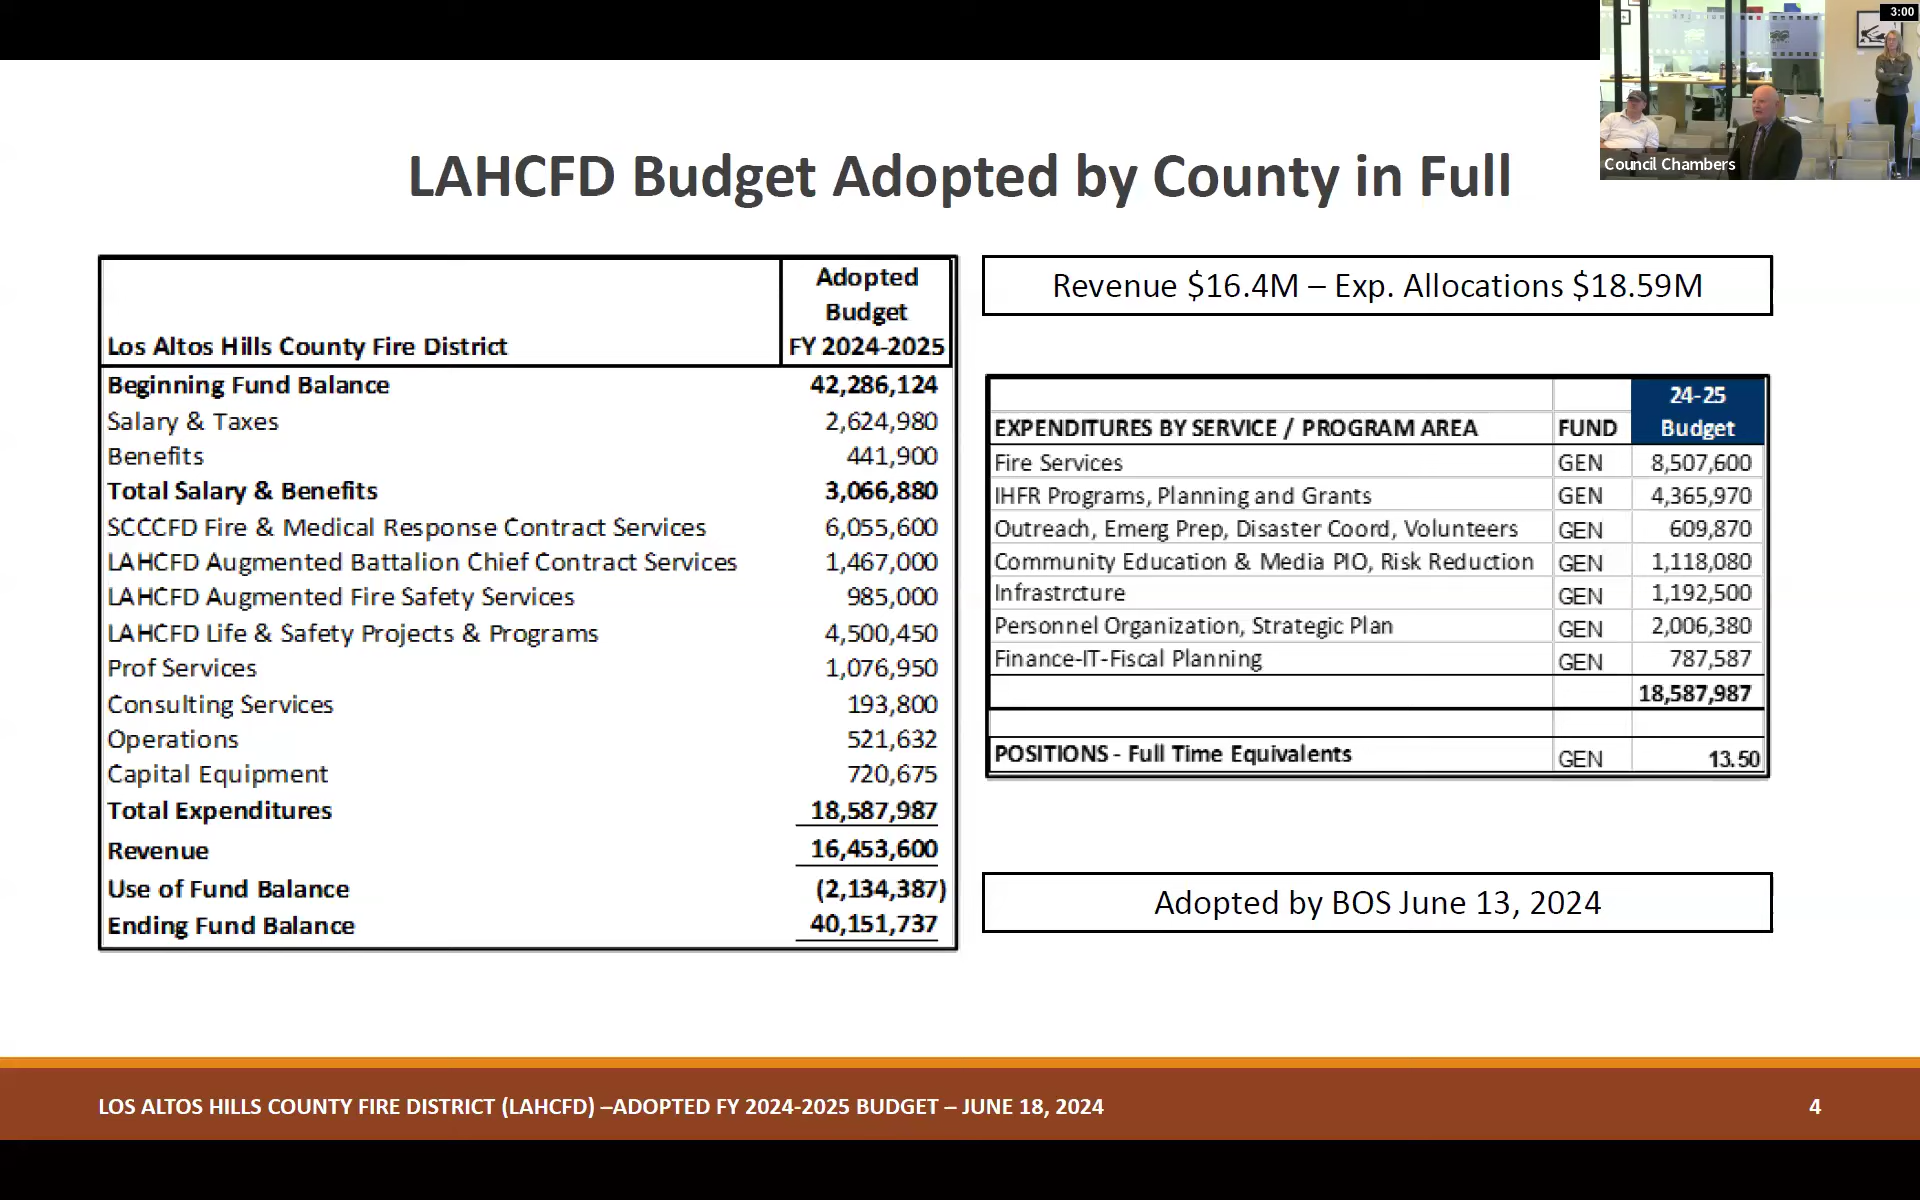 3:00
Council Chambers
LAHCFD Budget Adopted by County in Full
Adopted
Budget
Los Altos Hills County Fire District FY 2024-2025
Beginning Fund Balance 42,286,124
Salary & Taxes 2,624,980
Benefits 441,900
Total Salary & Benefits 3,066,880
SCCCFD Fire & Medical Response Contract Services 6,055,600
LAHCFD Augmented Battalion Chief Contract Services 1,467,000
LAHCFD Augmented Fire Safety Services 985,000
LAHCFD Life & Safety Projects & Programs 4,500,450
Prof Services 1,076,950
Consulting Services 193,800
Operations 521,632
Capital Equipment 720,675
Total Expenditures 18,587,987
Revenue 16,453,600
Use of Fund Balance (2,134,387)
Ending Fund Balance 40,151,737
Revenue $16.4M – Exp. Allocations $18.59M
24-25
EXPENDITURES BY SERVICE / PROGRAM AREA FUND Budget
Fire Services GEN 8,507,600
IHFR Programs, Planning and Grants GEN 4,365,970
Outreach, Emerg Prep, Disaster Coord, Volunteers GEN 609,870
Community Education & Media PIO, Risk Reduction GEN 1,118,080
Infrastrcture GEN 1,192,500
Personnel Organization, Strategic Plan GEN 2,006,380
Finance-IT-Fiscal Planning GEN 787,587
18,587,987
POSITIONS - Full Time Equivalents GEN 13.50
Adopted by BOS June 13, 2024
LOS ALTOS HILLS COUNTY FIRE DISTRICT (LAHCFD) –ADOPTED FY 2024-2025 BUDGET – JUNE 18, 2024 4